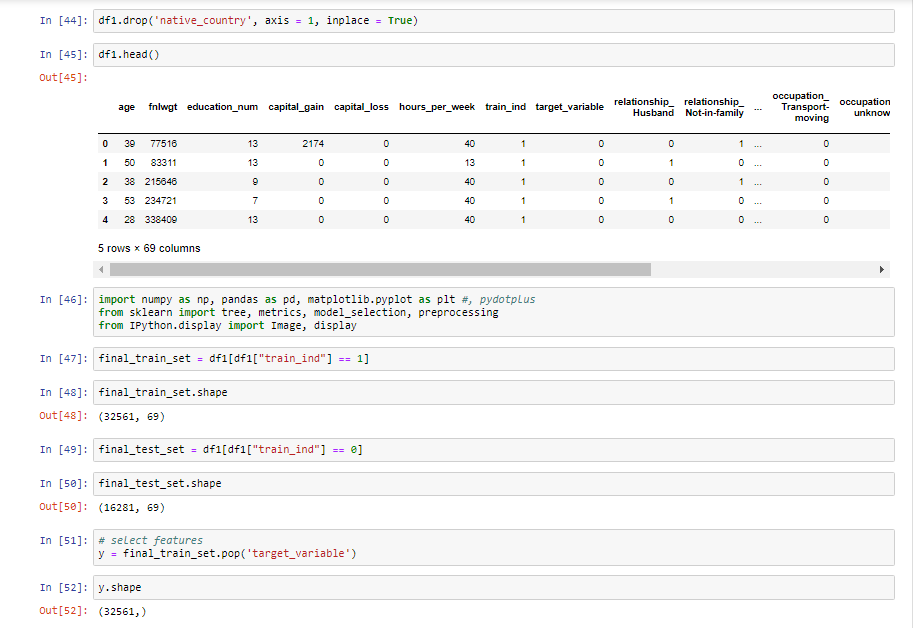 In [44]: df1.drop('native_country', axis = 1, inplace = True)
In [45]: df1.head()
Out[45]:
age fnlwgt education_num capital_gain capital_loss hours_per_week train_ind target_variable relationship_ Husband relationship_ Not-in-family ... occupation_ Transport- moving occupation unknow
0 39 77516 13 2174 0 40 1 0 0 1 ... 0
1 50 83311 13 0 0 13 1 0 1 0 ... 0
2 38 215646 9 0 0 40 1 0 0 1 ... 0
3 53 234721 7 0 0 40 1 0 1 0 ... 0
4 28 338409 13 0 0 40 1 0 0 0 ... 0
5 rows × 69 columns
In [46]: import numpy as np, pandas as pd, matplotlib.pyplot as plt #, pydotplus
from sklearn import tree, metrics, model_selection, preprocessing
from IPython.display import Image, display
In [47]: final_train_set = df1[df1["train_ind"] == 1]
In [48]: final_train_set.shape
Out[48]: (32561, 69)
In [49]: final_test_set = df1[df1["train_ind"] == 0]
In [50]: final_test_set.shape
Out[50]: (16281, 69)
In [51]: # select features
y = final_train_set.pop('target_variable')
In [52]: y.shape
Out[52]: (32561,)